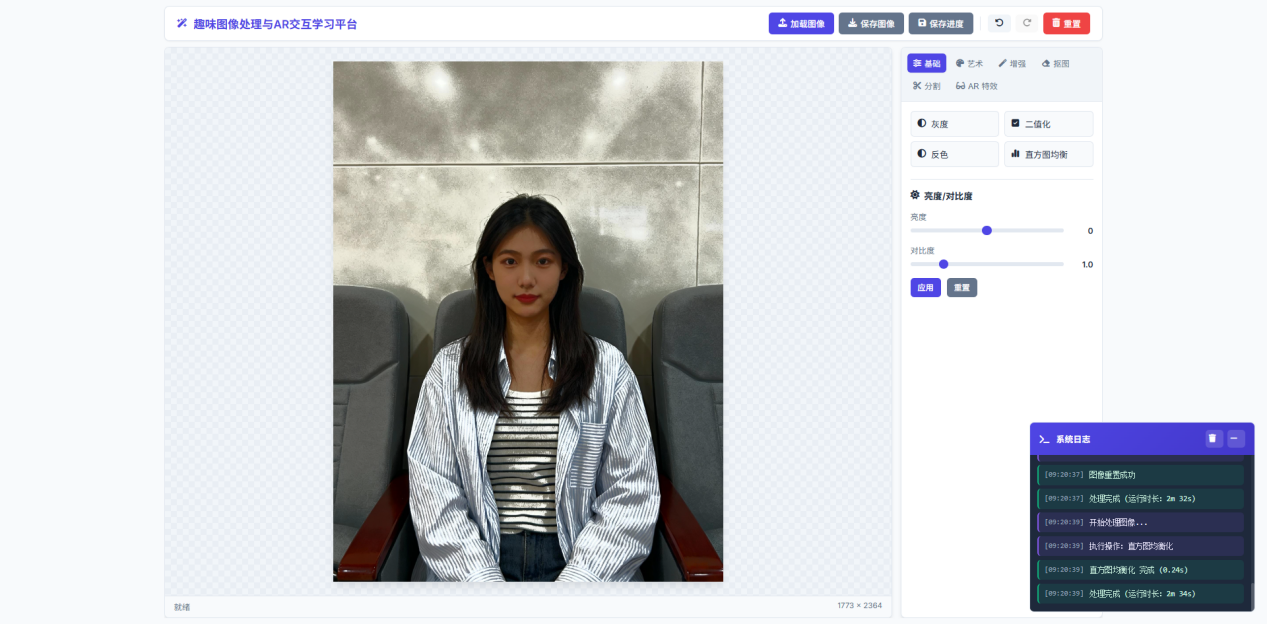 趣味图像处理与AR交互学习平台
加载图像 保存图像 保存进度 重置
基础 艺术 增强 抠图
分割 AR 特效
灰度 二值化
反色 直方图均衡
亮度/对比度
亮度
0
对比度
1.0
应用 重置
系统日志
[09:20:37] 图像重置成功
[09:20:37] 处理完成 (运行时长: 2m 32s)
[09:20:39] 开始处理图像...
[09:20:39] 执行操作: 直方图均衡化
[09:20:39] 直方图均衡化 完成 (0.24s)
[09:20:39] 处理完成 (运行时长: 2m 34s)
就绪
1773 × 2364